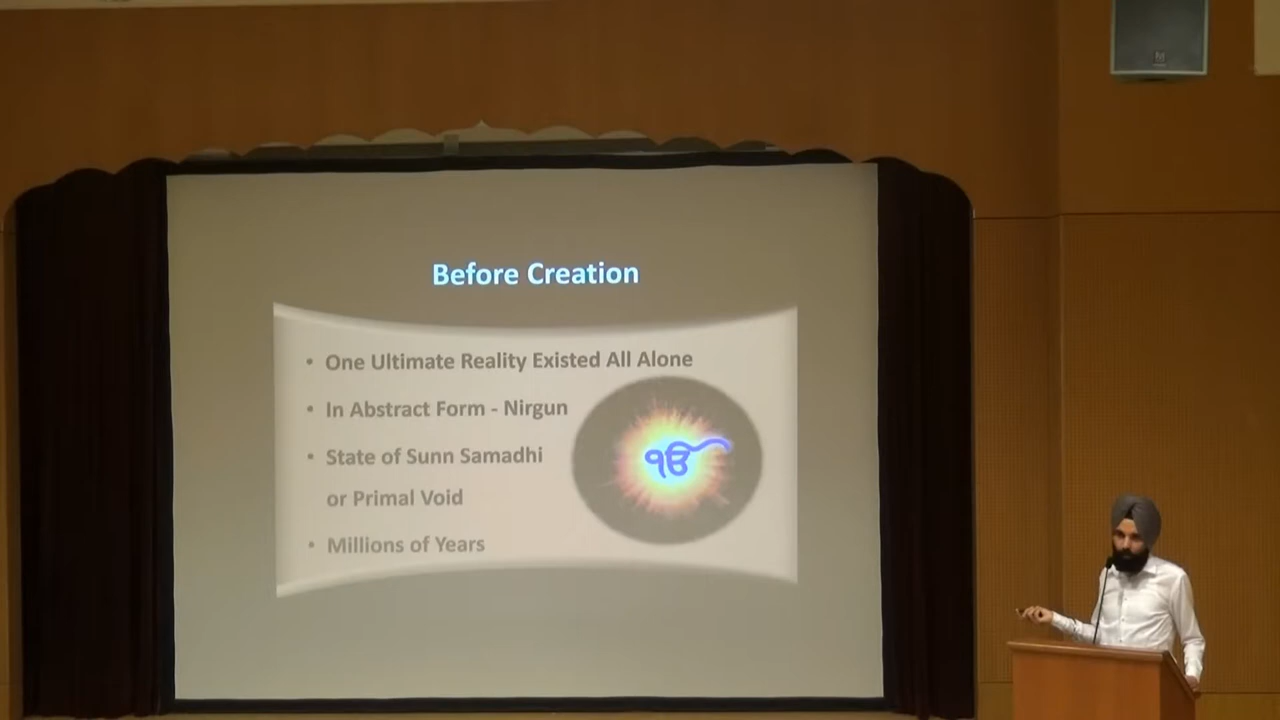 Before Creation
• One Ultimate Reality Existed All Alone
• In Abstract Form - Nirgun
• State of Sunn Samadhi
or Primal Void
• Millions of Years
ੴ